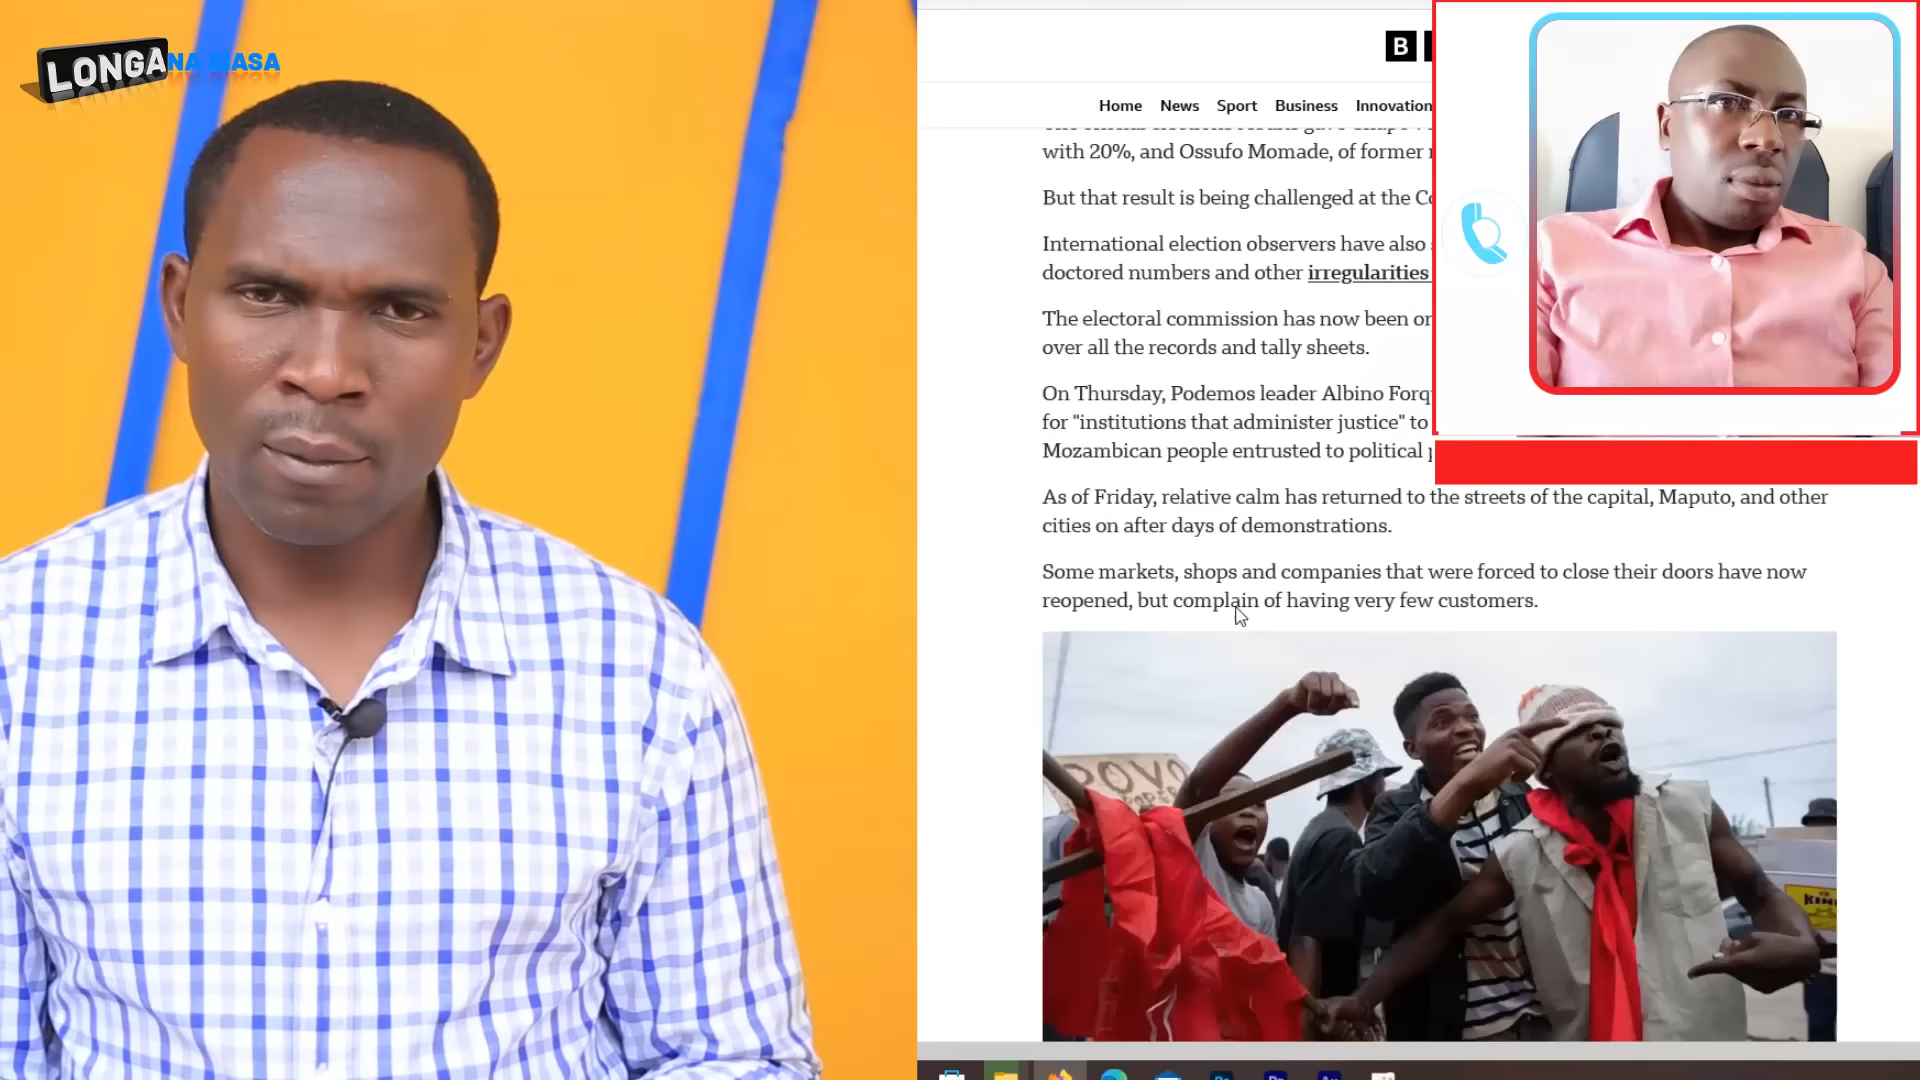 LONGA NA SIASA
B
Home News Sport Business Innovation
with 20%, and Ossufo Momade, of former
But that result is being challenged at the
International election observers have also
doctored numbers and other irregularities
The electoral commission has now been
over all the records and tally sheets.
On Thursday, Podemos leader Albino
for "institutions that administer justice" to
Mozambican people entrusted to political
As of Friday, relative calm has returned to the streets of the capital, Maputo, and other
cities on after days of demonstrations.
Some markets, shops and companies that were forced to close their doors have now
reopened, but complain of having very few customers.
POVO